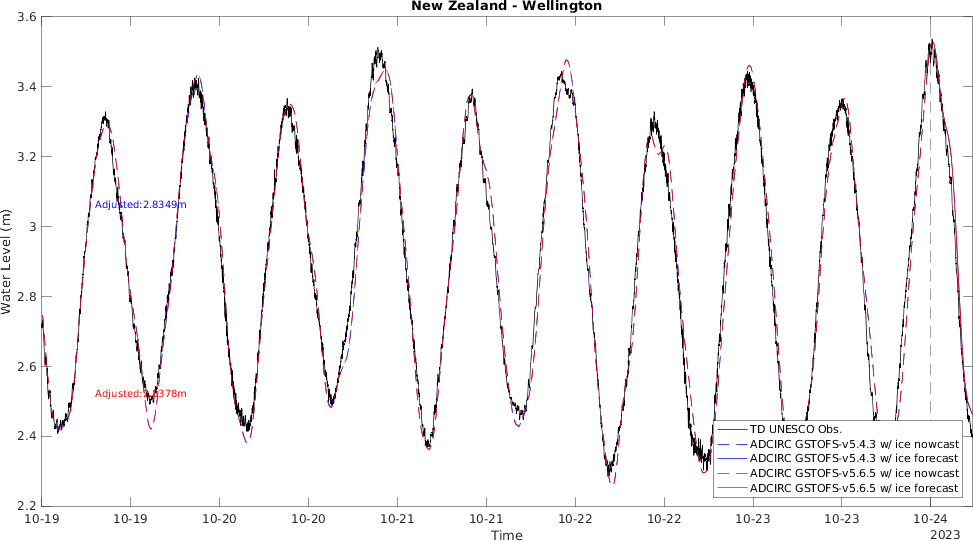 New Zealand - Wellington
3.6
3.4
3.2
3
2.8
2.6
2.4
2.2
Water Level (m)
Adjusted:2.8349m
Adjusted:2.8378m
TD UNESCO Obs.
ADCIRC GSTOFS-v5.4.3 w/ ice nowcast
ADCIRC GSTOFS-v5.4.3 w/ ice forecast
ADCIRC GSTOFS-v5.6.5 w/ ice nowcast
ADCIRC GSTOFS-v5.6.5 w/ ice forecast
10-19 10-19 10-20 10-20 10-21 10-21 10-22 10-22 10-23 10-23 10-24
Time
2023